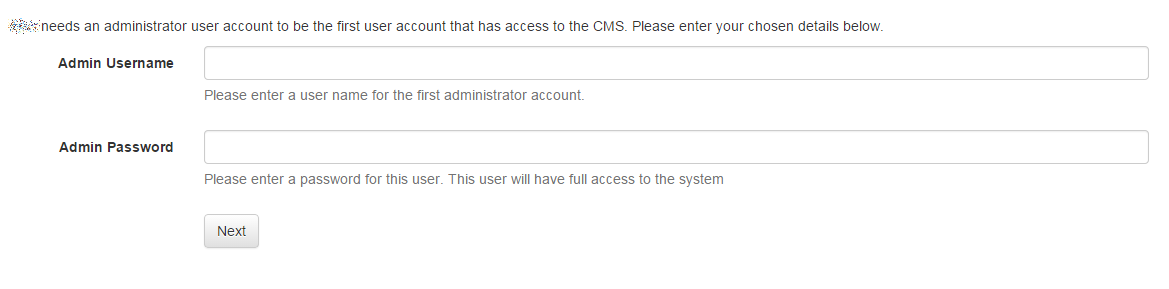 needs an administrator user account to be the first user account that has access to the CMS. Please enter your chosen details below.
Admin Username
Please enter a user name for the first administrator account.
Admin Password
Please enter a password for this user. This user will have full access to the system
Next